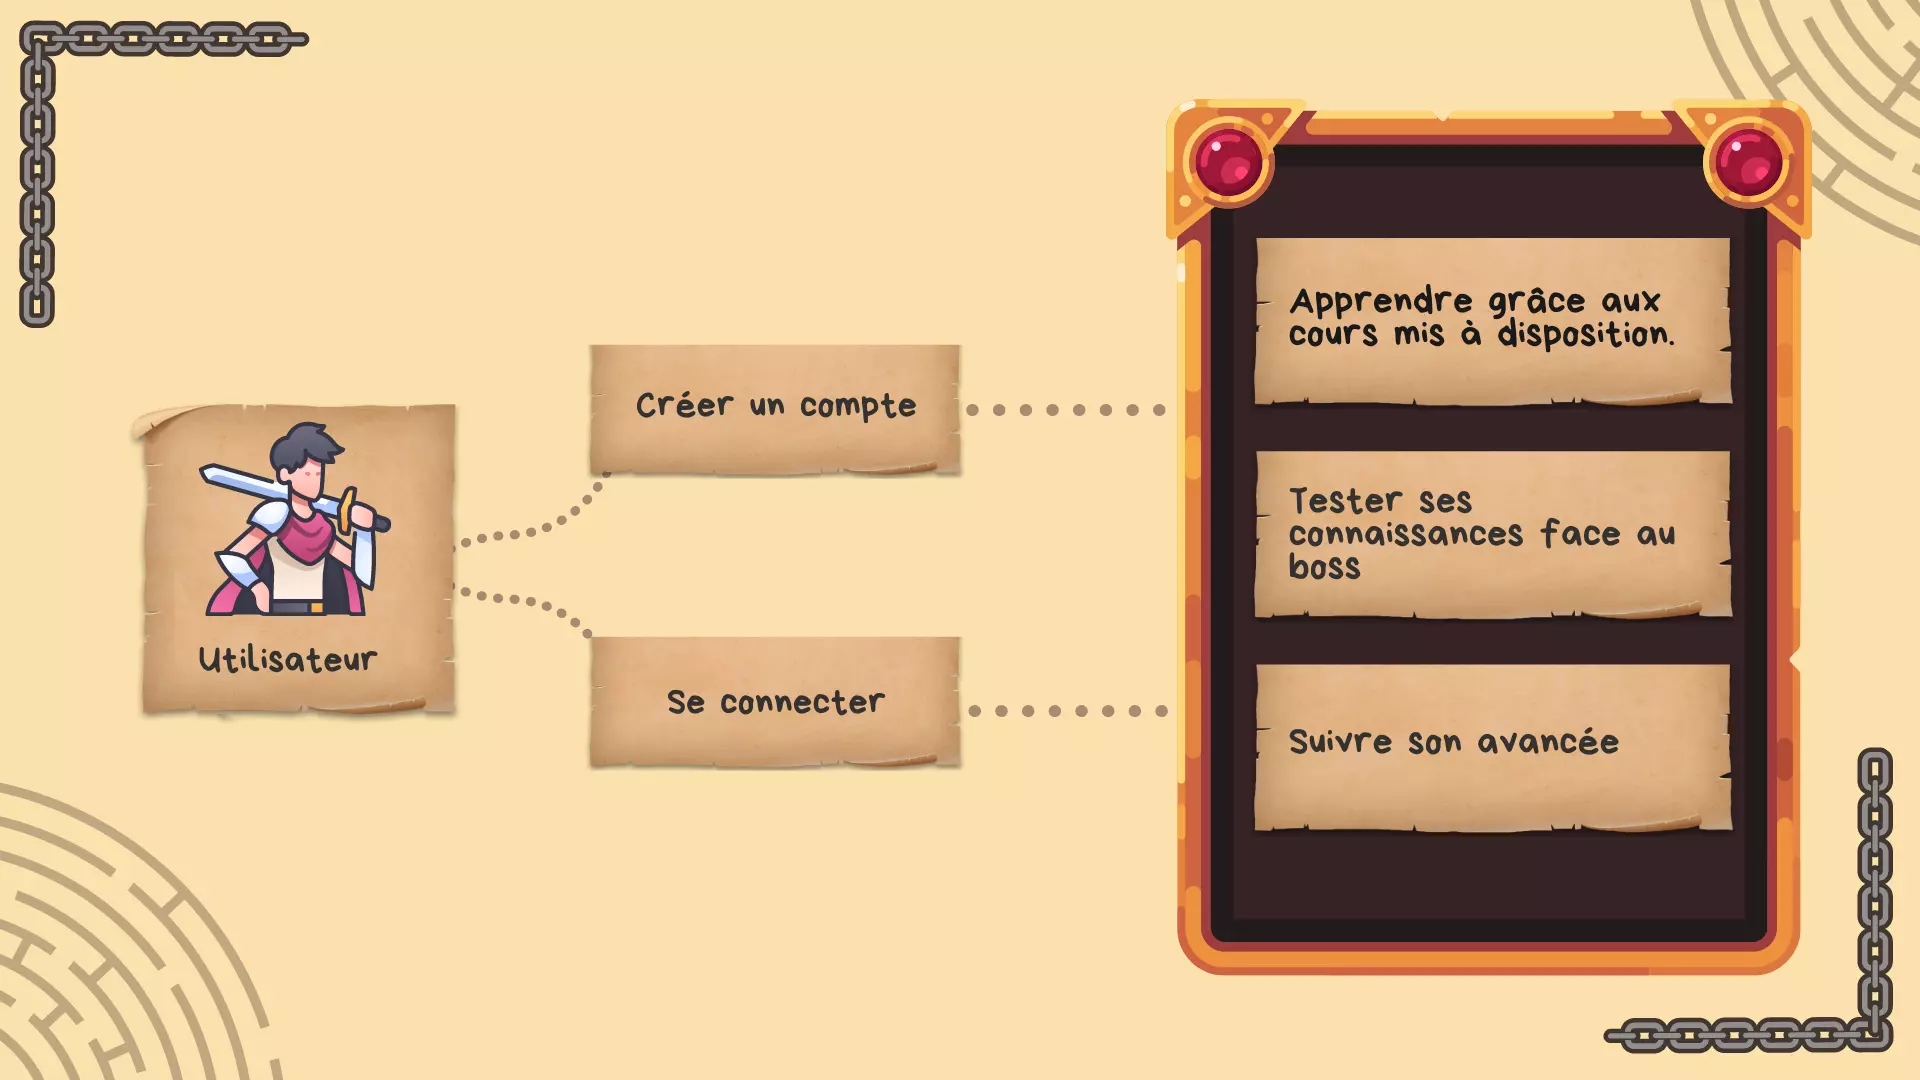 Utilisateur
Créer un compte
Se connecter
Apprendre grâce aux
cours mis à disposition.
Tester ses
connaissances face au
boss
Suivre son avancée